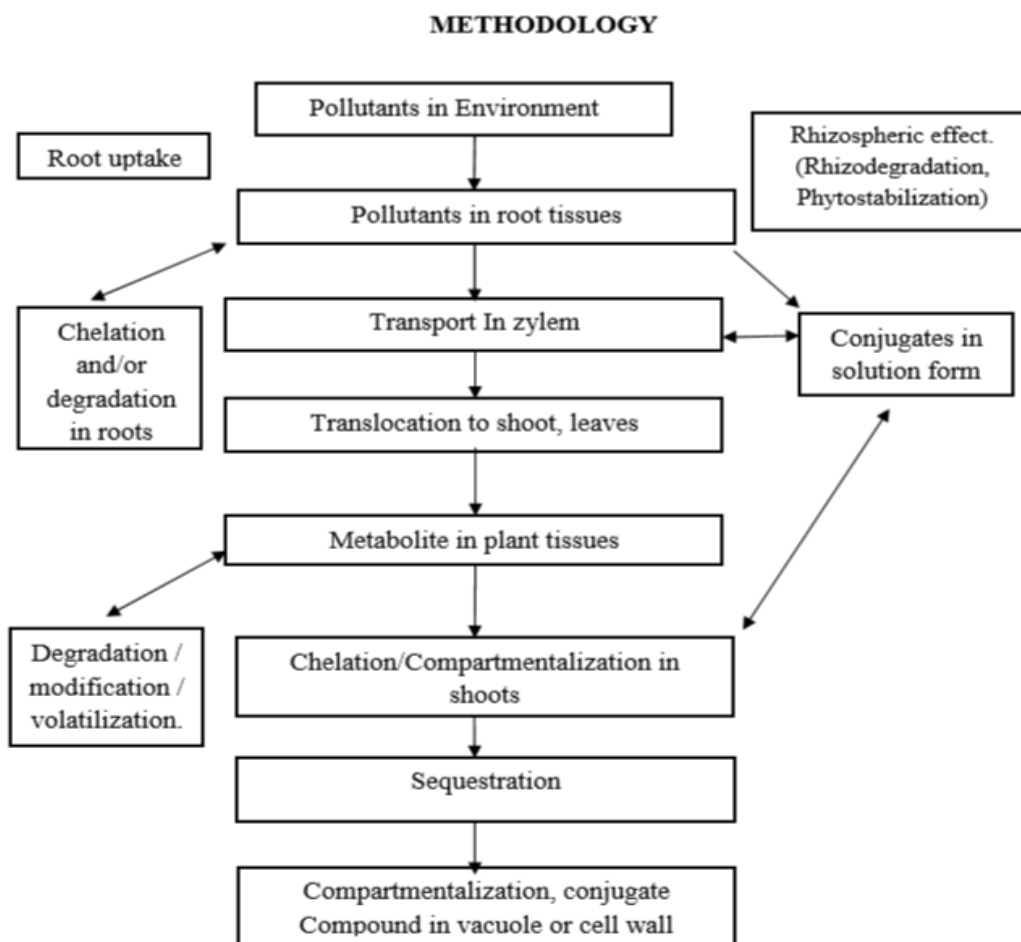 METHODOLOGY
Pollutants in Environment
Root uptake
Rhizospheric effect.
(Rhizodegradation,
Phytostabilization)
Pollutants in root tissues
Chelation
and/or
degradation
in roots
Transport In zylem
Conjugates in
solution form
Translocation to shoot, leaves
Metabolite in plant tissues
Degradation /
modification /
volatilization.
Chelation/Compartmentalization in
shoots
Sequestration
Compartmentalization, conjugate
Compound in vacuole or cell wall